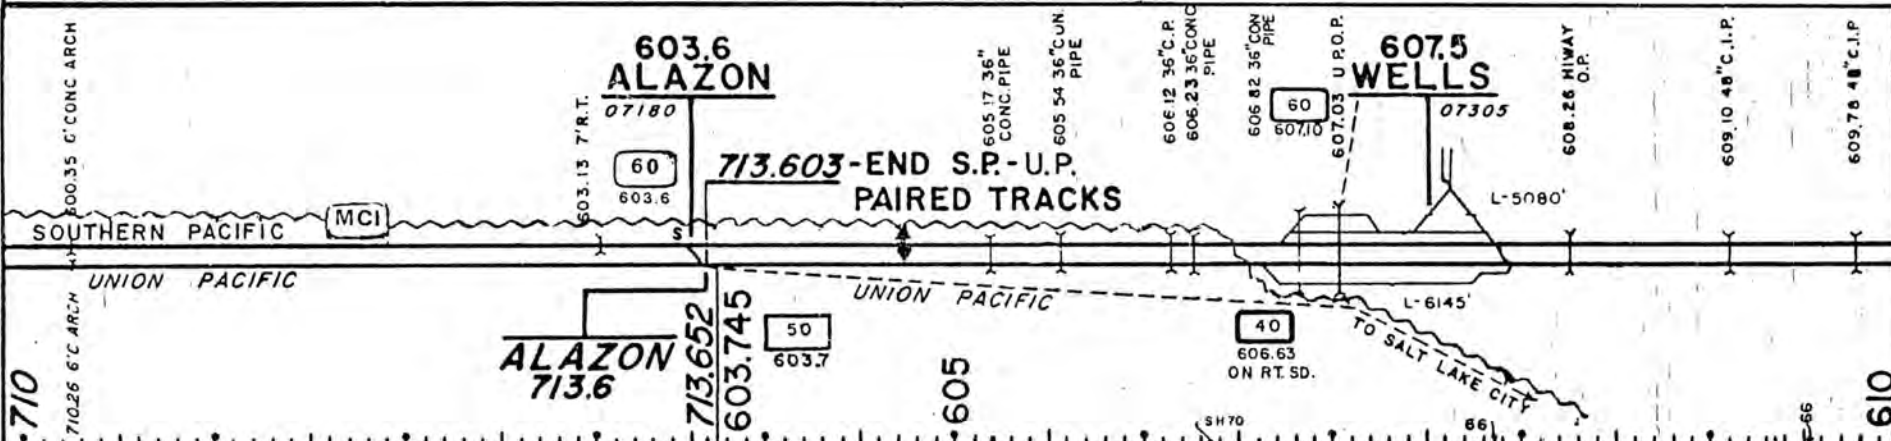 600.35 6' CONC ARCH
603.6
ALAZON
07180
603.13 7' R.T.
60
603.6
713.603-END S.P.-U.P.
PAIRED TRACKS
605.17 36"
CONC. PIPE
605 54 36" CON.
PIPE
606.12 36" C.P.
606.23 36" CONC
PIPE
606.82 36" CON
PIPE
60
607.10
607.03 U P.O.P.
607.5
WELLS
07305
608.26 HIWAY
O.P.
609.10 48" C.I.P.
609.78 48" C.I.P
L-5080'
MCI
SOUTHERN PACIFIC
S
UNION PACIFIC
UNION PACIFIC
L-6145'
TO SALT LAKE CITY
710
710.26 6'C ARCH
ALAZON
713.6
713.652
603.745
50
603.7
605
40
606.63
ON RT. SD.
SH70
66
66
610